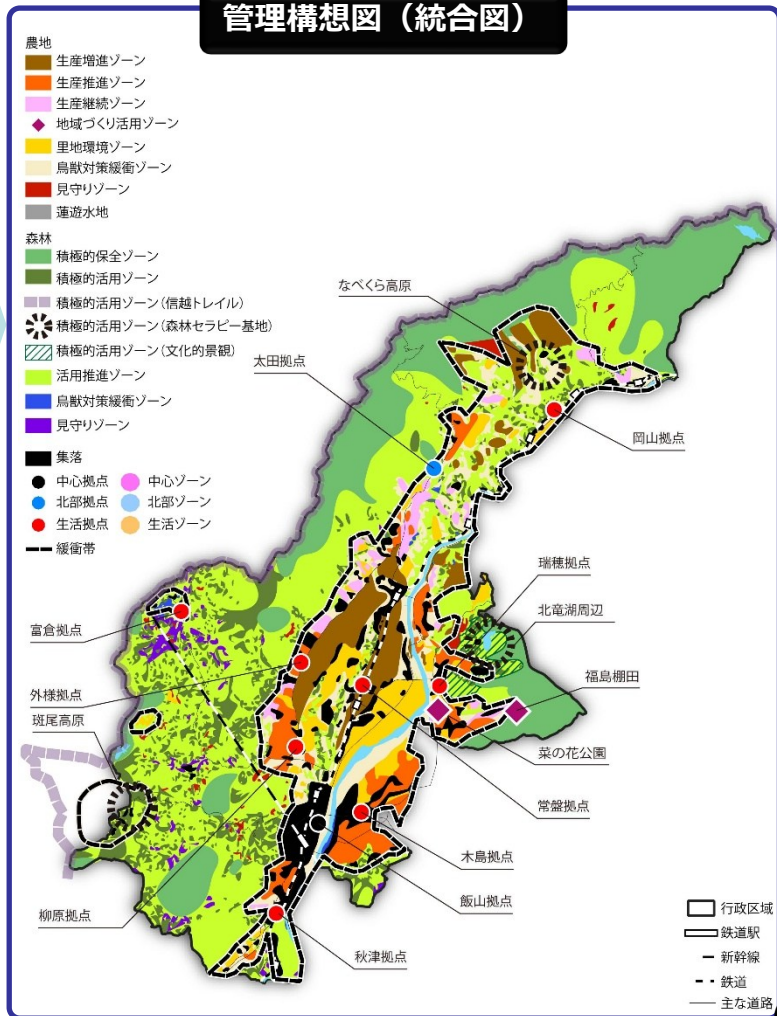 管理構想図（統合図）
農地
生産増進ゾーン
生産推進ゾーン
生産継続ゾーン
地域づくり活用ゾーン
里地環境ゾーン
鳥獣対策緩衝ゾーン
見守りゾーン
蓮遊水地
森林
積極的保全ゾーン
積極的活用ゾーン
積極的活用ゾーン（信越トレイル）
積極的活用ゾーン（森林セラピー基地）
積極的活用ゾーン（文化的景観）
活用推進ゾーン
鳥獣対策緩衝ゾーン
見守りゾーン
集落
中心拠点 中心ゾーン
北部拠点 北部ゾーン
生活拠点 生活ゾーン
緩衝帯
なべくら高原
太田拠点
岡山拠点
瑞穂拠点
北竜湖周辺
富倉拠点
福島棚田
外様拠点
斑尾高原
菜の花公園
常盤拠点
木島拠点
飯山拠点
柳原拠点
秋津拠点
行政区域
鉄道駅
新幹線
鉄道
主な道路